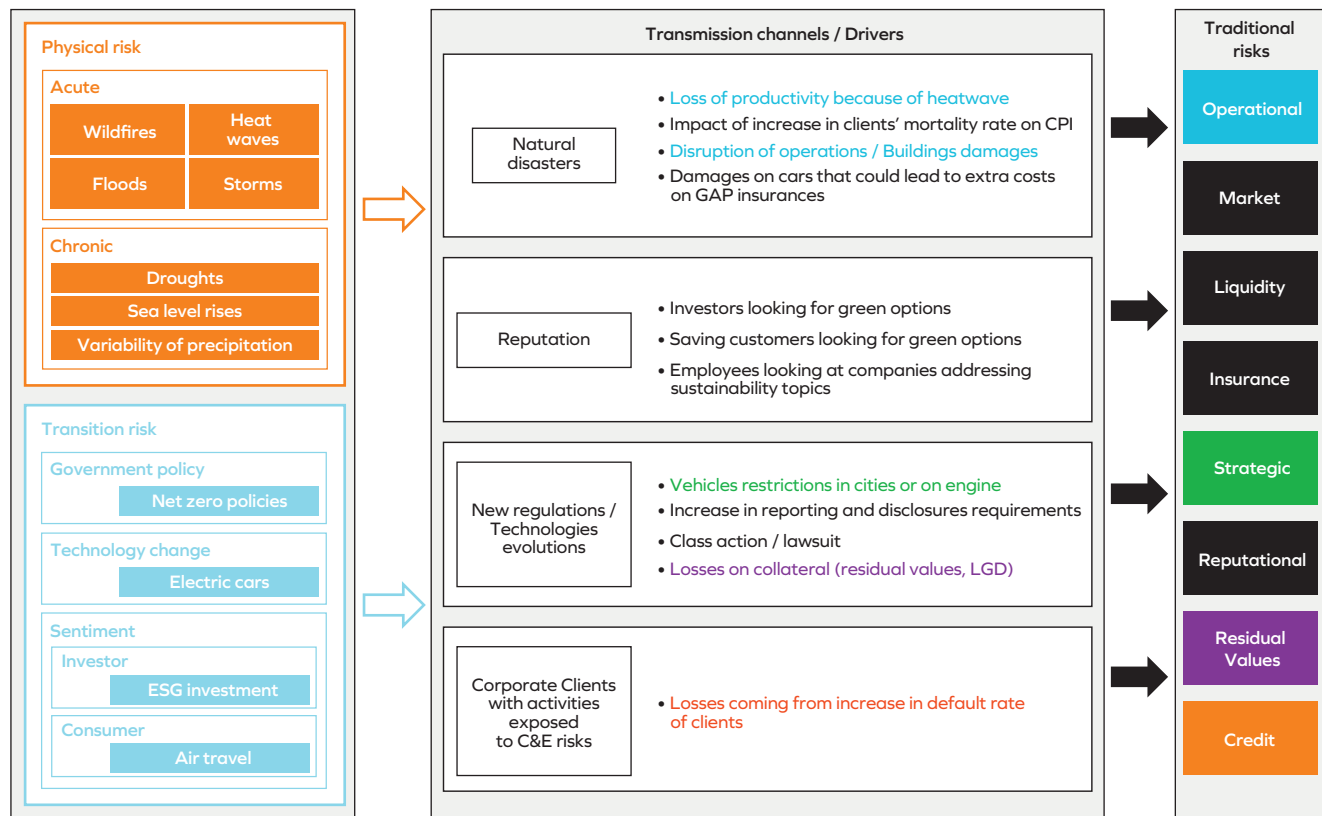 Physical risk
Acute
Wildfires
Heat
waves
Floods
Storms
Chronic
Droughts
Sea level rises
Variability of precipitation
Transition risk
Government policy
Net zero policies
Technology change
Electric cars
Sentiment
Investor
ESG investment
Consumer
Air travel
Transmission channels / Drivers
Natural
disasters
• Loss of productivity because of heatwave
• Impact of increase in clients’ mortality rate on CPI
• Disruption of operations / Buildings damages
• Damages on cars that could lead to extra costs
on GAP insurances
Reputation
• Investors looking for green options
• Saving customers looking for green options
• Employees looking at companies addressing
sustainability topics
New regulations /
Technologies
evolutions
• Vehicles restrictions in cities or on engine
• Increase in reporting and disclosures requirements
• Class action / lawsuit
• Losses on collateral (residual values, LGD)
Corporate Clients
with activities
exposed
to C&E risks
• Losses coming from increase in default rate
of clients
Traditional
risks
Operational
Market
Liquidity
Insurance
Strategic
Reputational
Residual
Values
Credit